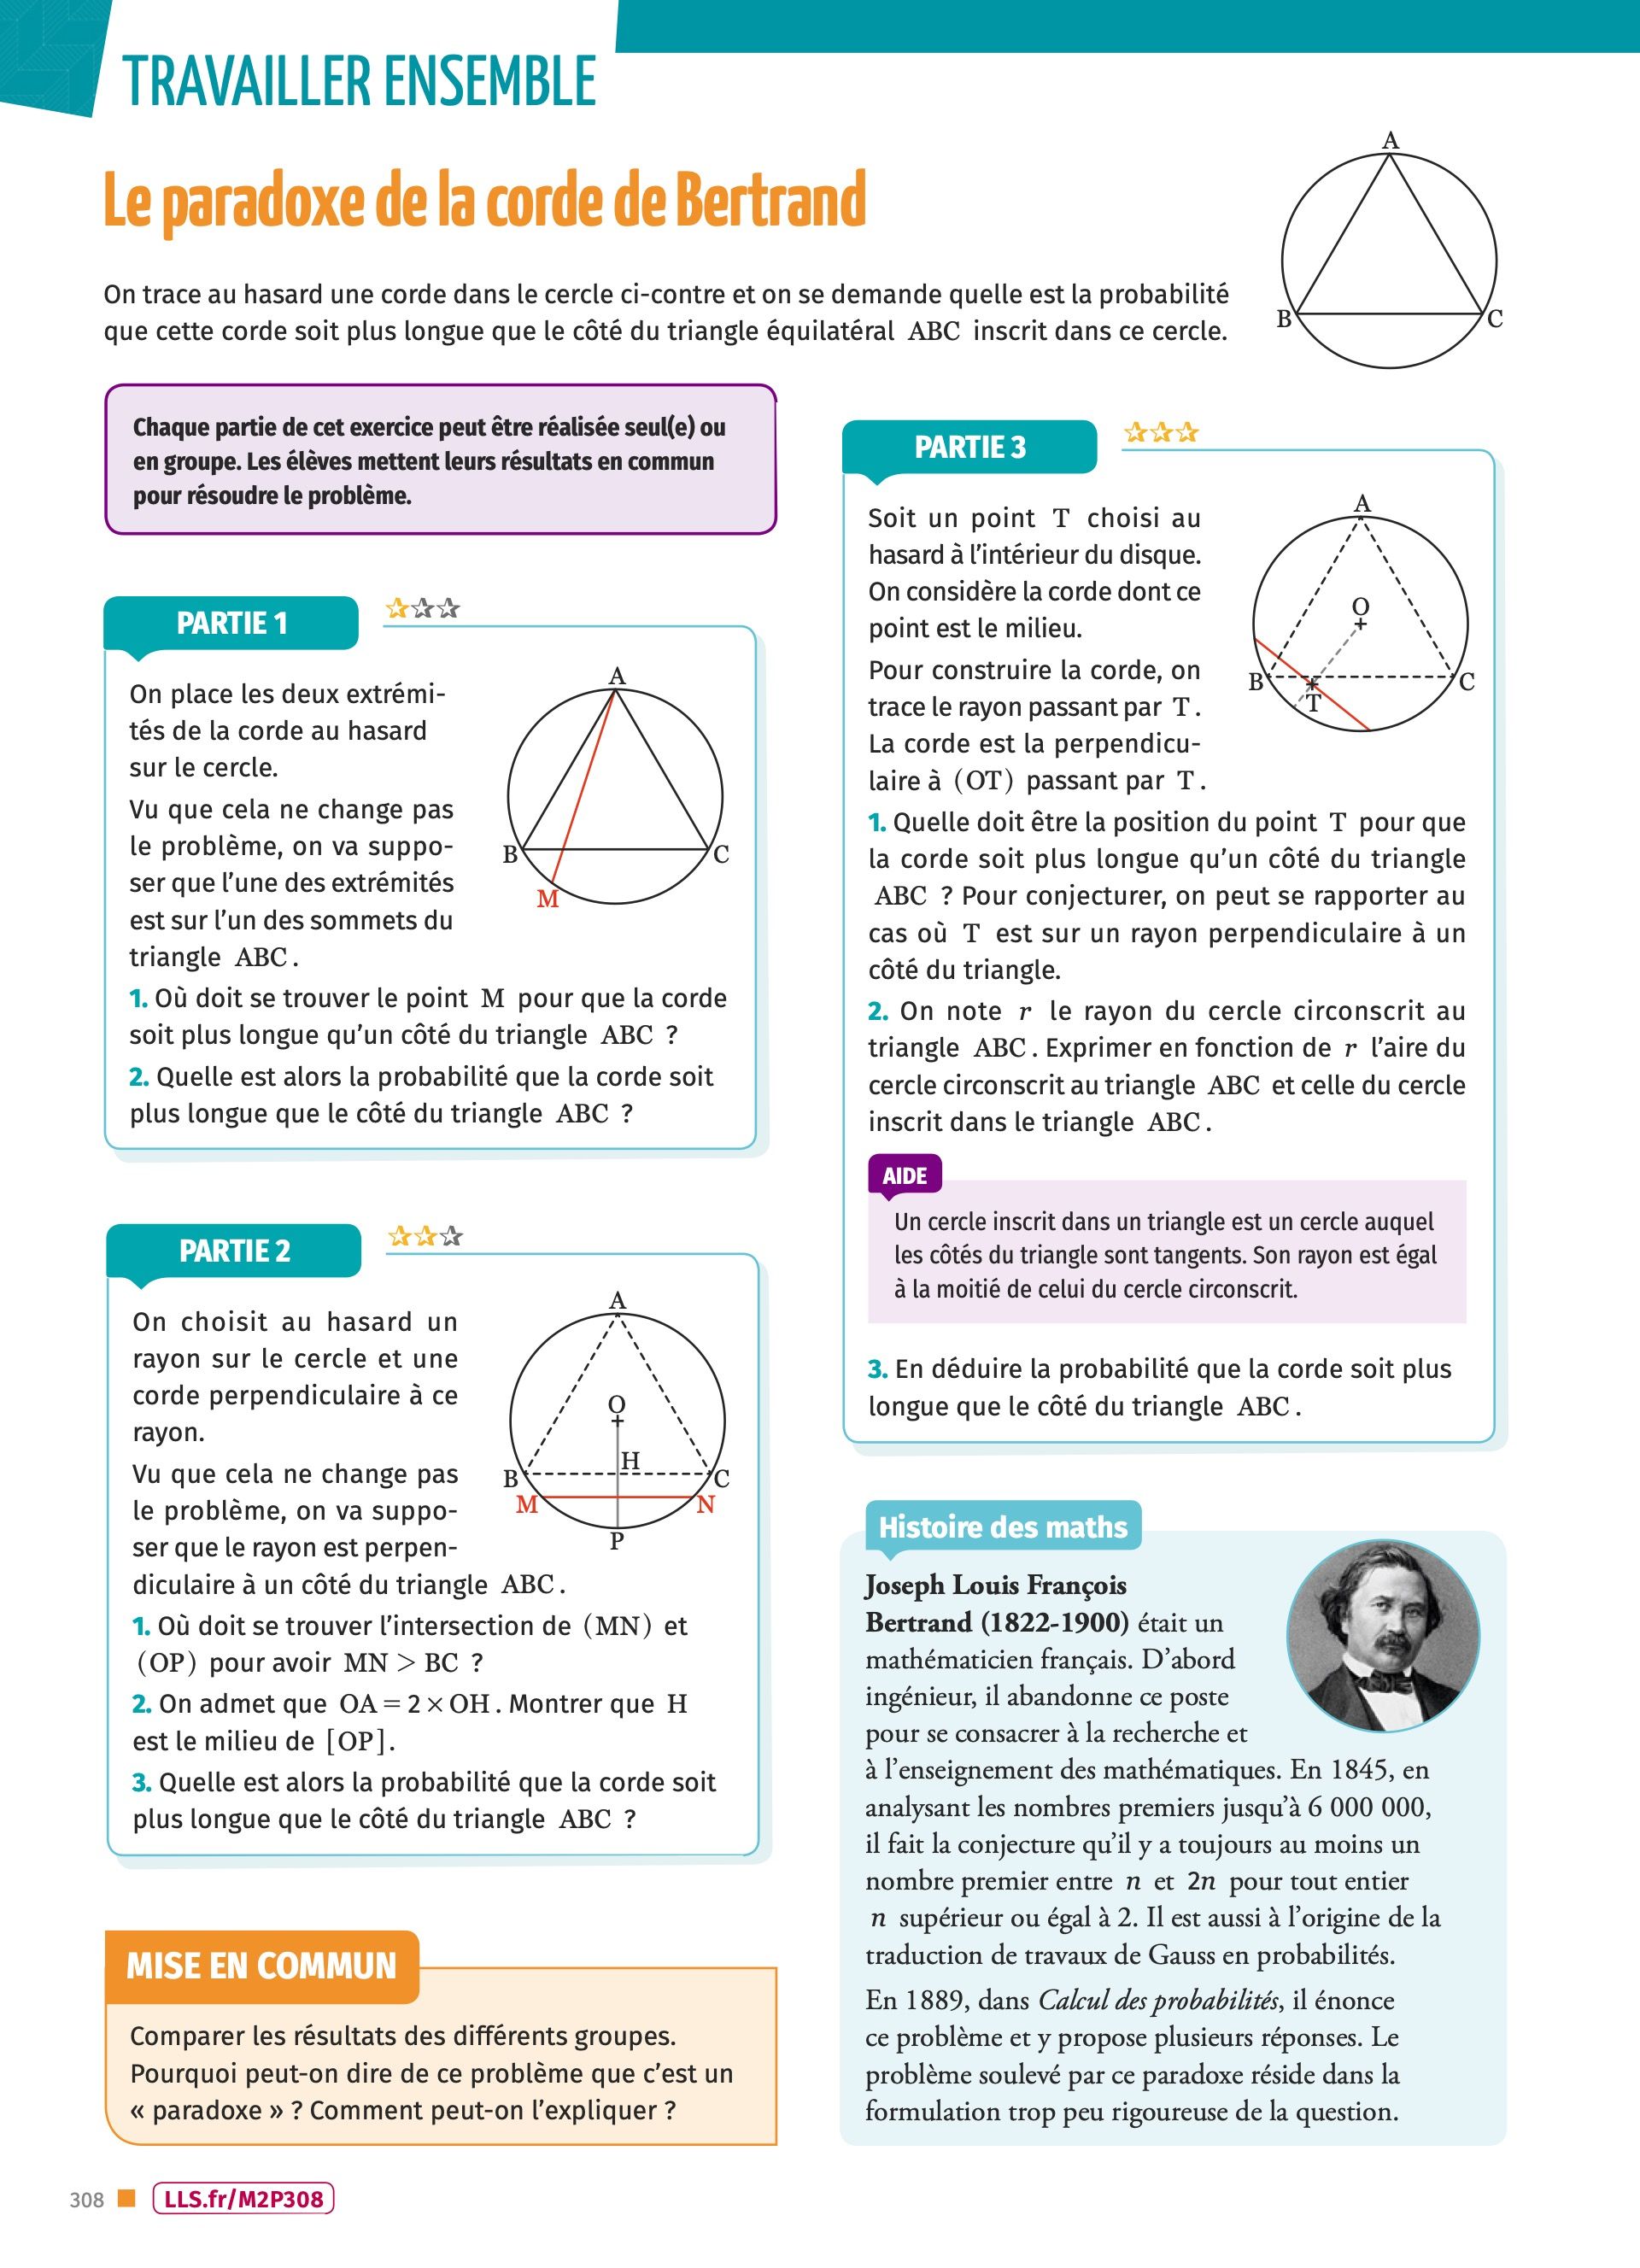 TRAVAILLER ENSEMBLE
Le paradoxe de la corde de Bertrand
On trace au hasard une corde dans le cercle ci-contre et on se demande quelle est la probabilité
que cette corde soit plus longue que le côté du triangle équilatéral ABC inscrit dans ce cercle.
A
B
C
Chaque partie de cet exercice peut être réalisée seul(e) ou
en groupe. Les élèves mettent leurs résultats en commun
pour résoudre le problème.
PARTIE 1
On place les deux extrémi-
tés de la corde au hasard
sur le cercle.
Vu que cela ne change pas
le problème, on va suppo-
ser que l'une des extrémités
est sur l'un des sommets du
triangle ABC.
A
B
C
M
1. Où doit se trouver le point M pour que la corde
soit plus longue qu'un côté du triangle ABC ?
2. Quelle est alors la probabilité que la corde soit
plus longue que le côté du triangle ABC ?
PARTIE 2
On choisit au hasard un
rayon sur le cercle et une
corde perpendiculaire à ce
rayon.
Vu que cela ne change pas
le problème, on va suppo-
ser que le rayon est perpen-
diculaire à un côté du triangle ABC.
A
O
H
B
C
M
N
P
1. Où doit se trouver l'intersection de (MN) et
(OP) pour avoir MN > BC ?
2. On admet que OA = 2 × OH. Montrer que H
est le milieu de [OP].
3. Quelle est alors la probabilité que la corde soit
plus longue que le côté du triangle ABC ?
MISE EN COMMUN
Comparer les résultats des différents groupes.
Pourquoi peut-on dire de ce problème que c'est un
« paradoxe » ? Comment peut-on l'expliquer ?
PARTIE 3
Soit un point T choisi au
hasard à l'intérieur du disque.
On considère la corde dont ce
point est le milieu.
Pour construire la corde, on
trace le rayon passant par T.
La corde est la perpendicu-
laire à (OT) passant par T.
A
O
B
C
T
1. Quelle doit être la position du point T pour que
la corde soit plus longue qu'un côté du triangle
ABC ? Pour conjecturer, on peut se rapporter au
cas où T est sur un rayon perpendiculaire à un
côté du triangle.
2. On note r le rayon du cercle circonscrit au
triangle ABC. Exprimer en fonction de r l'aire du
cercle circonscrit au triangle ABC et celle du cercle
inscrit dans le triangle ABC.
AIDE
Un cercle inscrit dans un triangle est un cercle auquel
les côtés du triangle sont tangents. Son rayon est égal
à la moitié de celui du cercle circonscrit.
3. En déduire la probabilité que la corde soit plus
longue que le côté du triangle ABC.
Histoire des maths
Joseph Louis François
Bertrand (1822-1900) était un
mathématicien français. D'abord
ingénieur, il abandonne ce poste
pour se consacrer à la recherche et
à l'enseignement des mathématiques. En 1845, en
analysant les nombres premiers jusqu'à 6 000 000,
il fait la conjecture qu'il y a toujours au moins un
nombre premier entre n et 2n pour tout entier
n supérieur ou égal à 2. Il est aussi à l'origine de la
traduction de travaux de Gauss en probabilités.
En 1889, dans Calcul des probabilités, il énonce
ce problème et y propose plusieurs réponses. Le
problème soulevé par ce paradoxe réside dans la
formulation trop peu rigoureuse de la question.
308
LLS.fr/M2P308